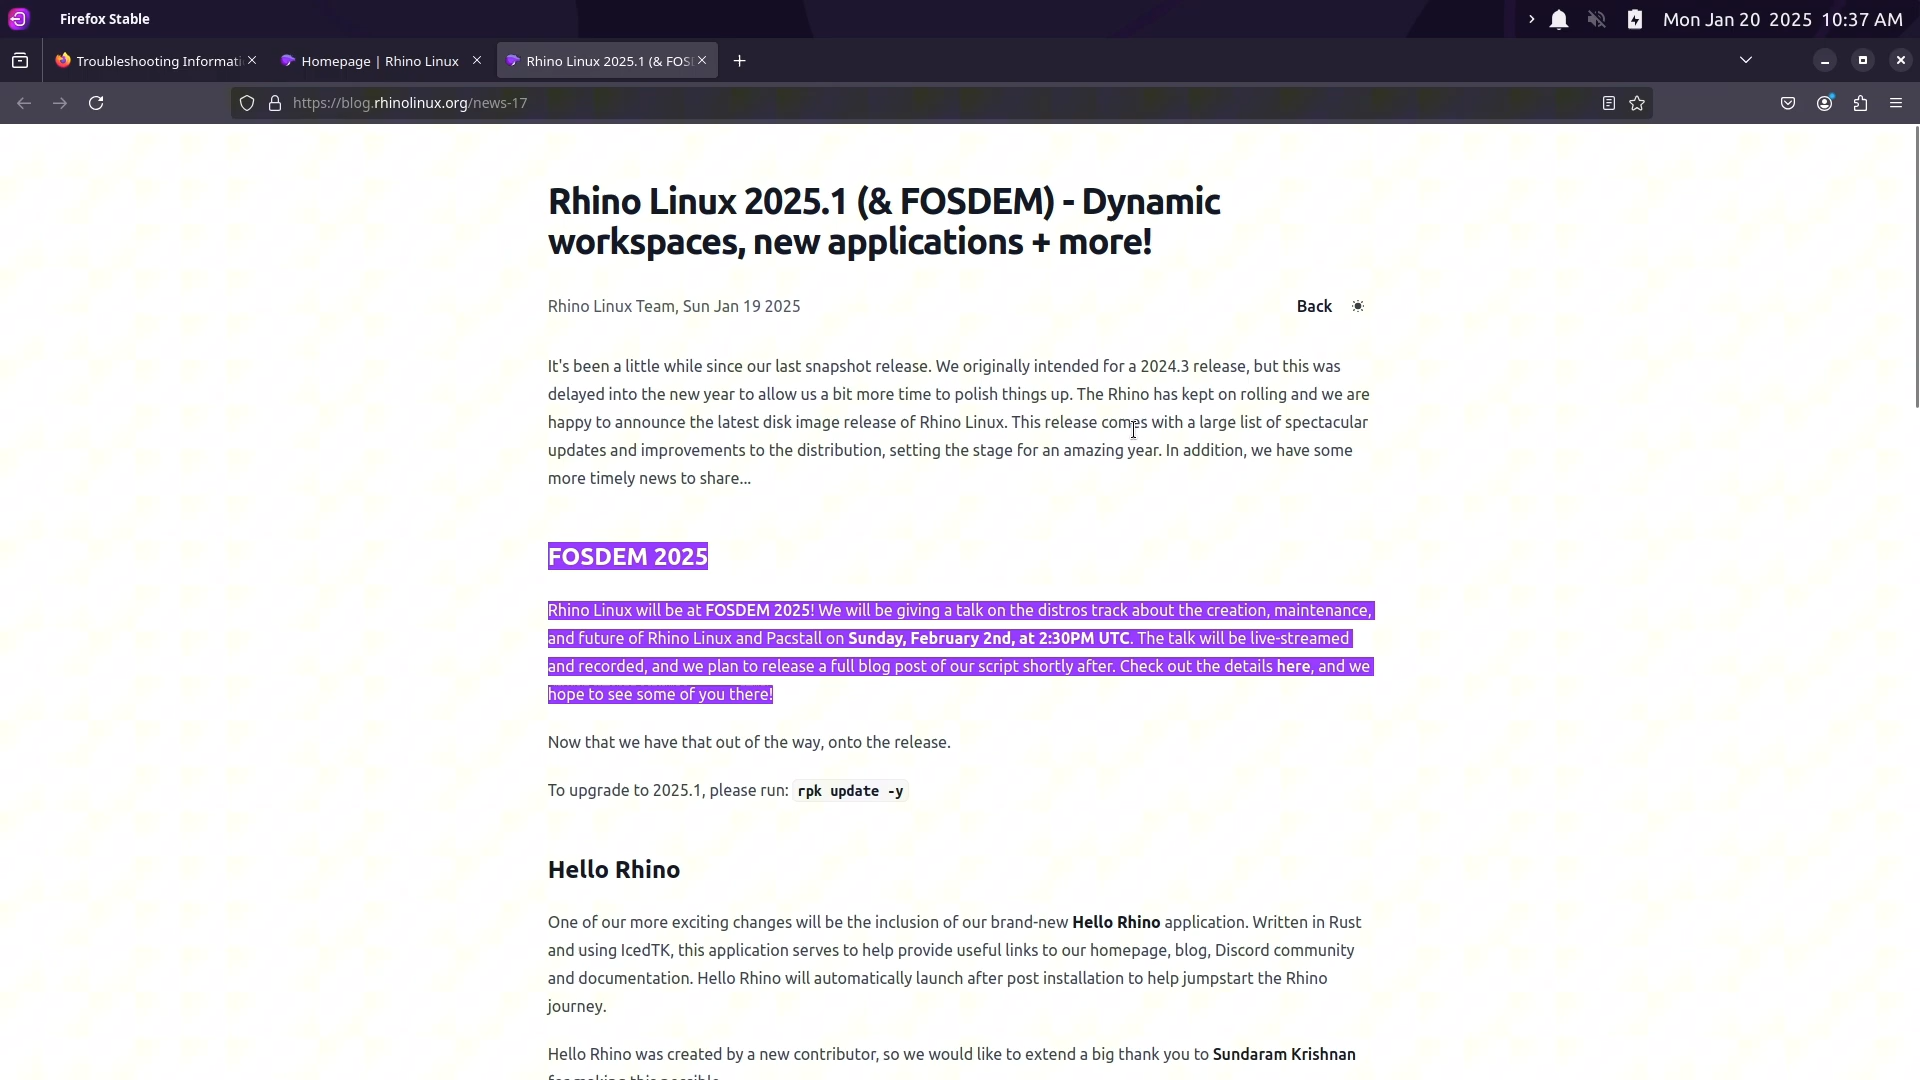 Firefox Stable
Mon Jan 20 2025 10:37 AM
Troubleshooting Informati
Homepage | Rhino Linux
Rhino Linux 2025.1 (& FOS
https://blog.rhinolinux.org/news-17
Rhino Linux 2025.1 (& FOSDEM) - Dynamic
workspaces, new applications + more!
Rhino Linux Team, Sun Jan 19 2025
Back
It's been a little while since our last snapshot release. We originally intended for a 2024.3 release, but this was
delayed into the new year to allow us a bit more time to polish things up. The Rhino has kept on rolling and we are
happy to announce the latest disk image release of Rhino Linux. This release comes with a large list of spectacular
updates and improvements to the distribution, setting the stage for an amazing year. In addition, we have some
more timely news to share...
FOSDEM 2025
Rhino Linux will be at FOSDEM 2025! We will be giving a talk on the distros track about the creation, maintenance,
and future of Rhino Linux and Pacstall on Sunday, February 2nd, at 2:30PM UTC. The talk will be live-streamed
and recorded, and we plan to release a full blog post of our script shortly after. Check out the details here, and we
hope to see some of you there!
Now that we have that out of the way, onto the release.
To upgrade to 2025.1, please run: rpk update -y
Hello Rhino
One of our more exciting changes will be the inclusion of our brand-new Hello Rhino application. Written in Rust
and using IcedTK, this application serves to help provide useful links to our homepage, blog, Discord community
and documentation. Hello Rhino will automatically launch after post installation to help jumpstart the Rhino
journey.
Hello Rhino was created by a new contributor, so we would like to extend a big thank you to Sundaram Krishnan
for making this possible.